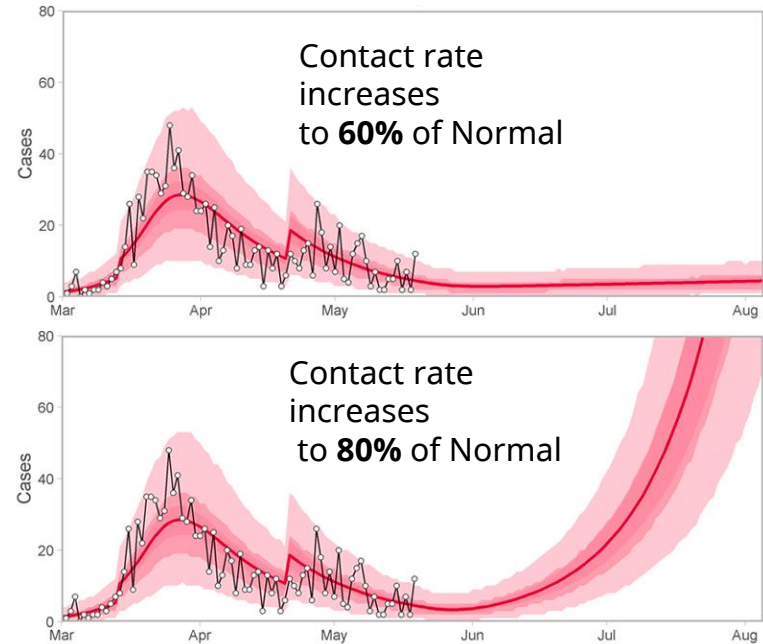 80
Contact rate
increases
to 60% of Normal
60
Cases
40
20
0
Mar Apr May Jun Jul Aug
80
Contact rate
increases
to 80% of Normal
60
Cases
40
20
0
Mar Apr May Jun Jul Aug